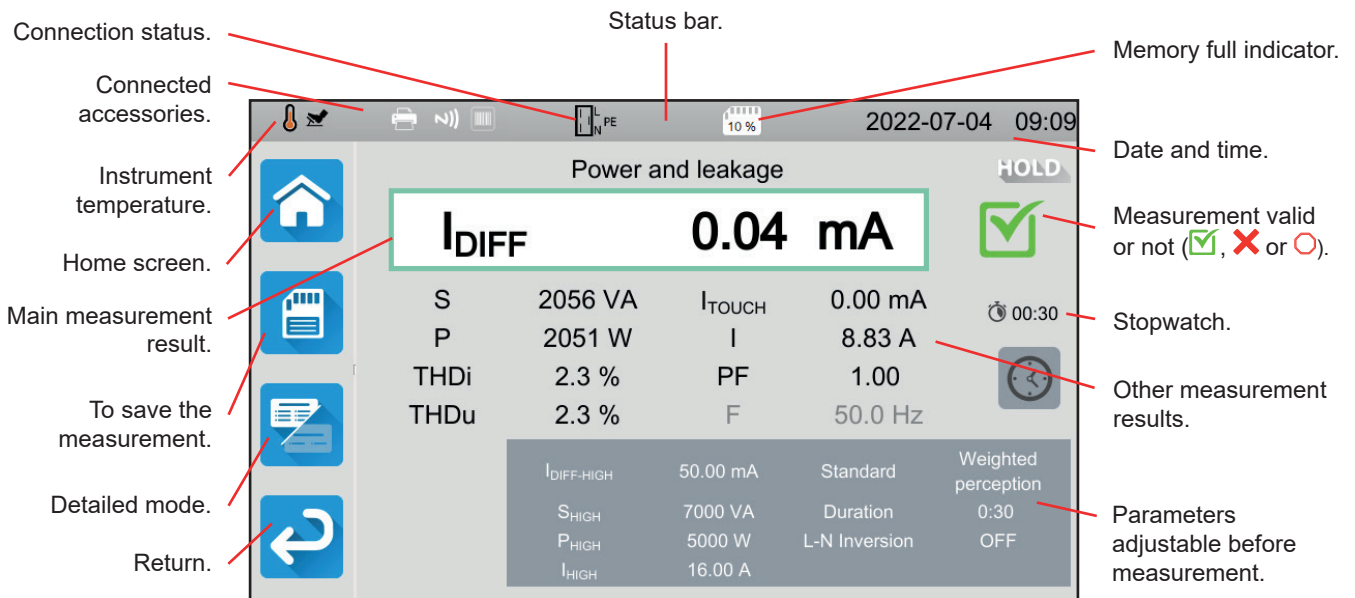 Status bar.
Connection status.
Memory full indicator.
Connected
accessories.
L
N
PE
10 %
2022-07-04 09:09
Date and time.
Instrument
temperature.
Power and leakage
HOLD
IDIFF 0.04 mA
Measurement valid
or not ( , or ).
Home screen.
Main measurement
result.
S 2056 VA ITOUCH 0.00 mA
00:30
Stopwatch.
P 2051 W I 8.83 A
THDi 2.3 % PF 1.00
THDu 2.3 % F 50.0 Hz
Other measurement
results.
To save the
measurement.
IDIFF-HIGH 50.00 mA Standard Weighted
perception
SHIGH 7000 VA Duration 0:30
PHIGH 5000 W L-N Inversion OFF
IHIGH 16.00 A
Detailed mode.
Return.
Parameters
adjustable before
measurement.